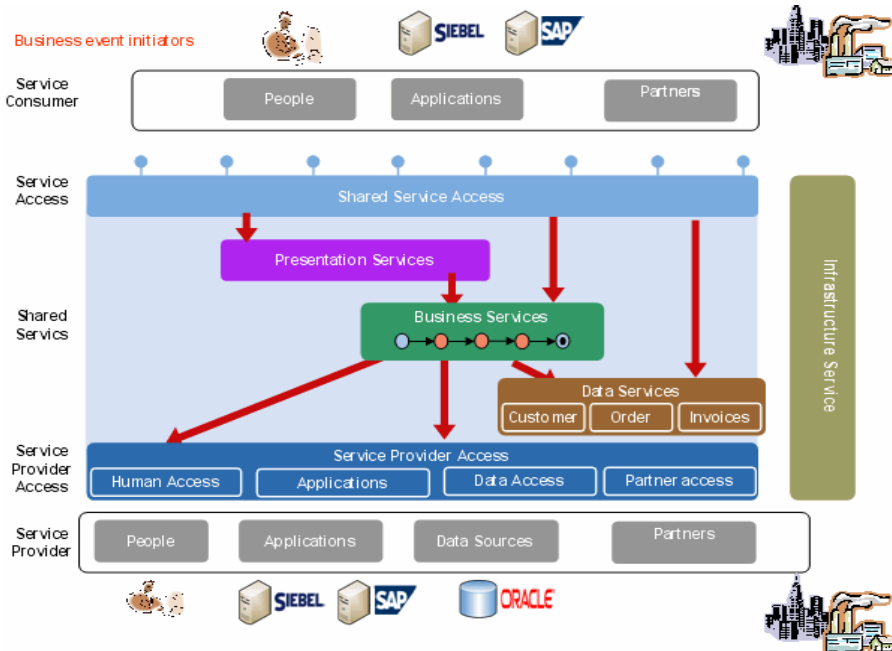 Business event initiators
SIEBEL
SAP
Service
Consumer
People
Applications
Partners
Service
Access
Shared Service Access
Presentation Services
Shared
Servics
Business Services
Infrastructure Service
Data Services
Customer
Order
Invoices
Service
Provider
Access
Service Provider Access
Human Access
Applications
Data Access
Partner access
Service
Provider
People
Applications
Data Sources
Partners
SIEBEL
SAP
ORACLE